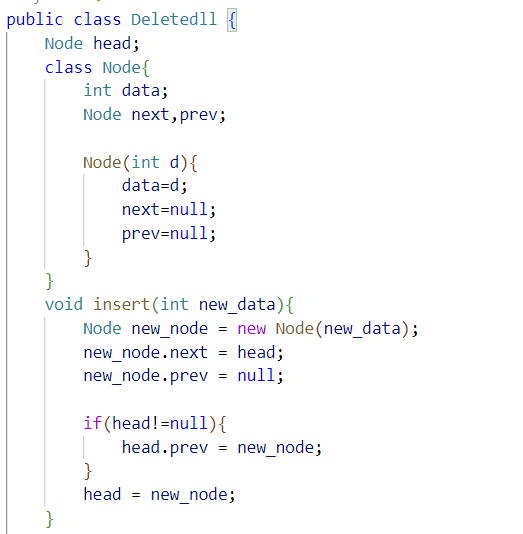 public class Deletedll {
    Node head;
    class Node{
        int data;
        Node next,prev;

        Node(int d){
            data=d;
            next=null;
            prev=null;
        }
    }
    void insert(int new_data){
        Node new_node = new Node(new_data);
        new_node.next = head;
        new_node.prev = null;

        if(head!=null){
            head.prev = new_node;
        }
        head = new_node;
    }